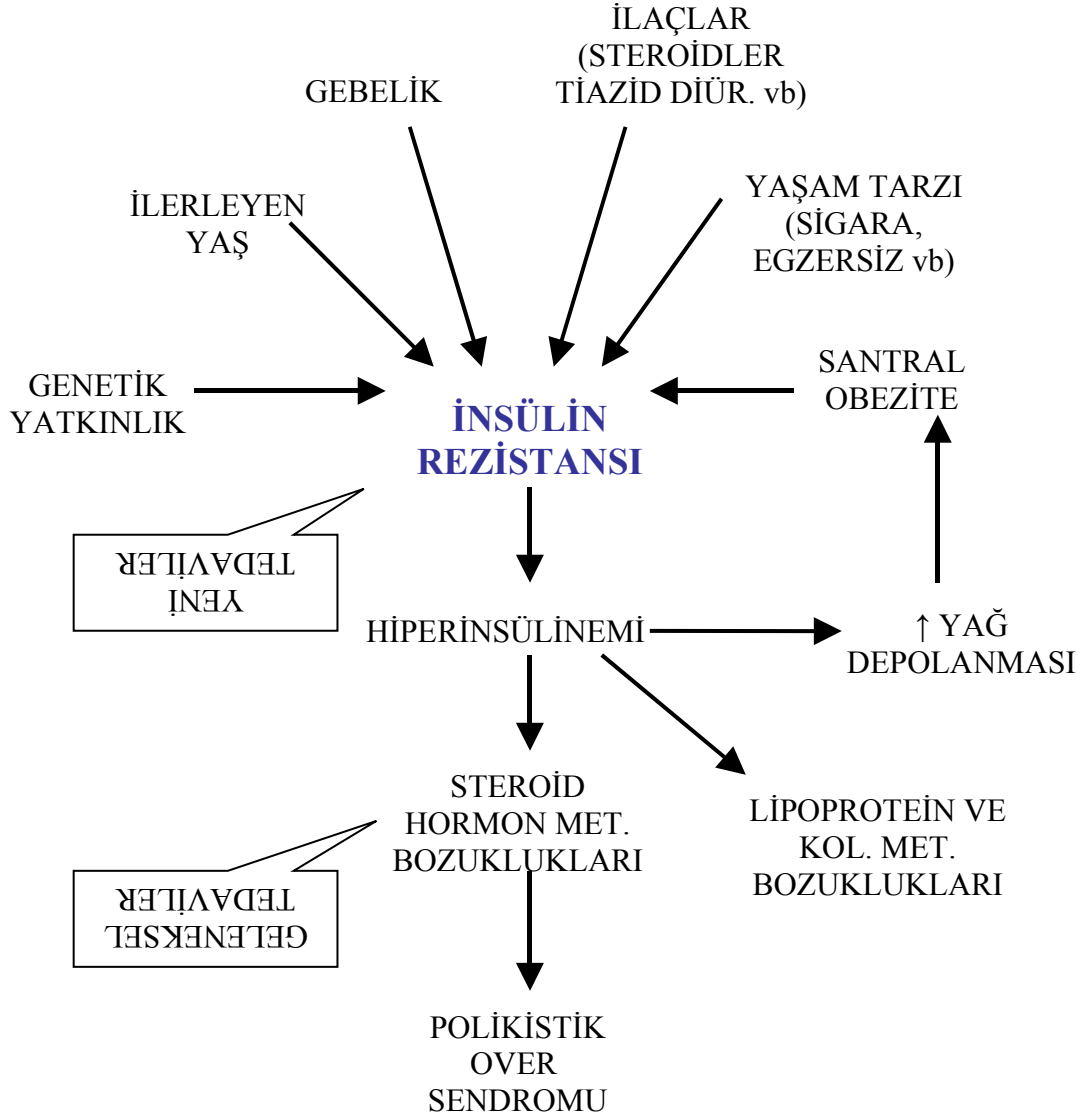 İLAÇLAR
(STEROİDLER
TİAZİD DİÜR. vb)
GEBELİK
YAŞAM TARZI
(SİGARA,
EGZERSİZ vb)
İLERLEYEN
YAŞ
SANTRAL
OBEZİTE
GENETİK
YATKINLIK
İNSÜLİN
REZİSTANSI
YENİ
TEDAVİLER
HİPERİNSÜLİNEMİ
↑ YAĞ
DEPOLANMASI
STEROİD
HORMON MET.
BOZUKLUKLARI
LİPOPROTEİN VE
KOL. MET.
BOZUKLUKLARI
GELENEKSEL
TEDAVİLER
POLİKİSTİK
OVER
SENDROMU